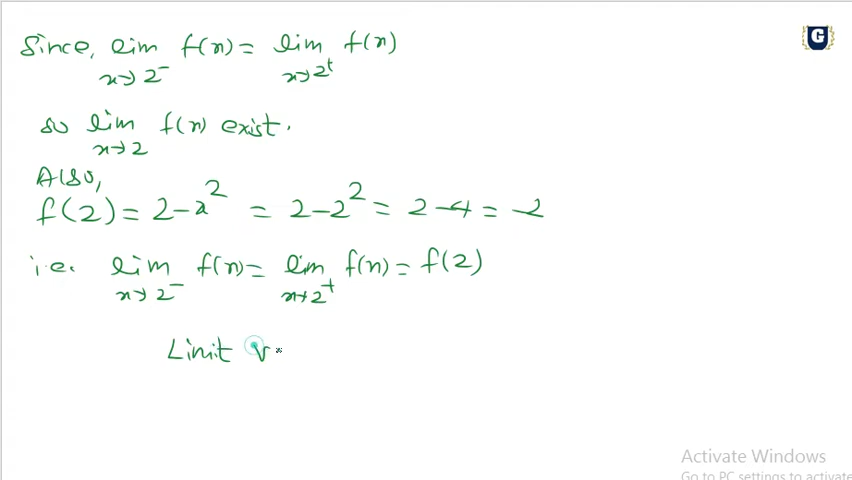 Since, lim x→2⁻ f(x) = lim x→2⁺ f(x)
so lim x→2 f(x) exist.
Also,
f(2) = 2-x² = 2-2² = 2-4 = -2
i.e. lim x→2⁻ f(x) = lim x→2⁺ f(x) = f(2)
Limit v
G
Activate Windows
Go to PC settings to activate